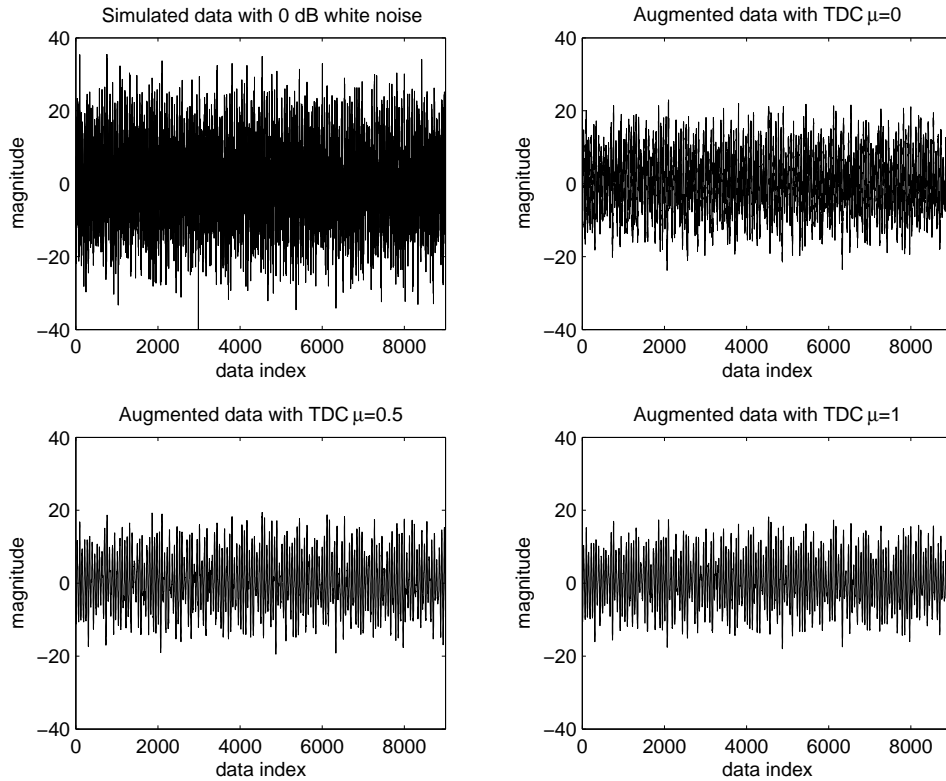 Simulated data with 0 dB white noise
40
20
0
−20
−40
magnitude
0 2000 4000 6000 8000
data index
Augmented data with TDC μ=0
40
20
0
−20
−40
magnitude
0 2000 4000 6000 8000
data index
Augmented data with TDC μ=0.5
40
20
0
−20
−40
magnitude
0 2000 4000 6000 8000
data index
Augmented data with TDC μ=1
40
20
0
−20
−40
magnitude
0 2000 4000 6000 8000
data index